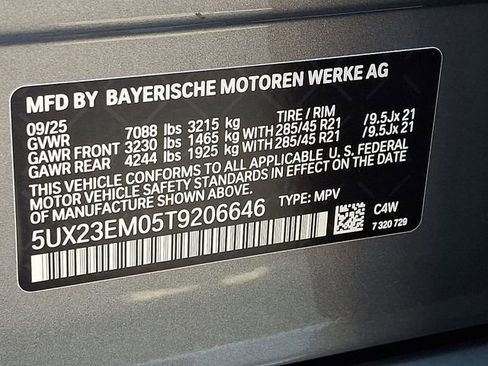 MFD BY BAYERISCHE MOTOREN WERKE AG
09/25 TIRE / RIM
GVWR 7088 lbs 3215 kg
GAWR FRONT 3230 lbs 1465 kg WITH 285/45 R21 /9.5Jx 21
GAWR REAR 4244 lbs 1925 kg WITH 285/45 R21 /9.5Jx 21
THIS VEHICLE CONFORMS TO ALL APPLICABLE U.S. FEDERAL
MOTOR VEHICLE SAFETY STANDARDS IN EFFECT ON THE DATE
OF MANUFACTURE SHOWN ABOVE.
5UX23EM05T9206646 TYPE: MPV
C4W
7 320 729